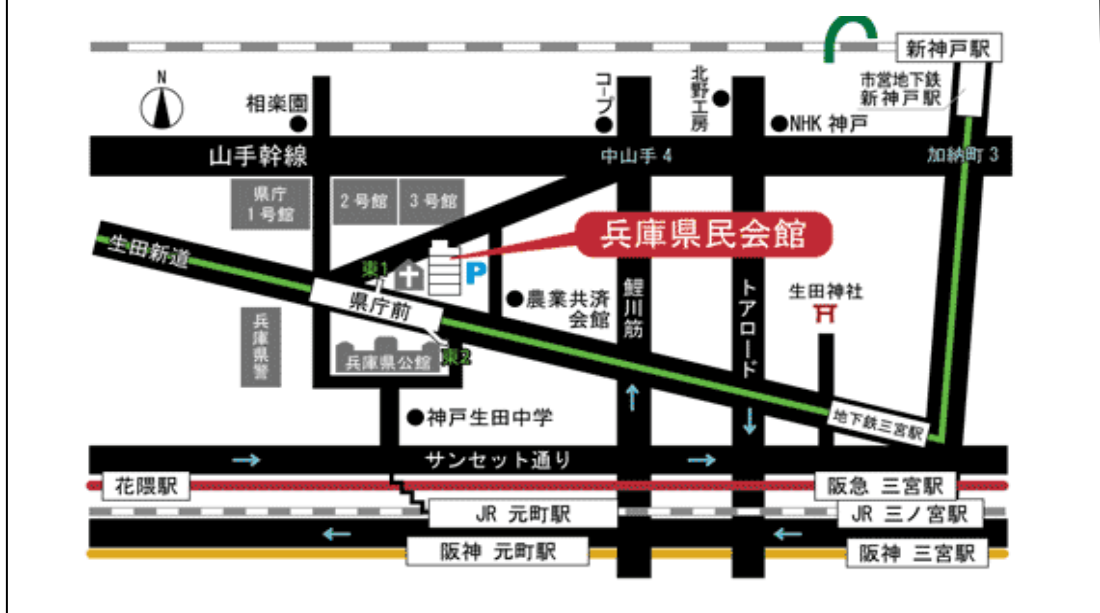 新神戸駅
N
相楽園
コープ
北野工房
NHK 神戸
市営地下鉄
新神戸駅
山手幹線
中山手 4
加納町 3
県庁
1号館
2号館
3号館
兵庫県民会館
生田新道
東1
P
県庁前
農業共済
会館
鯉川筋
トアロード
生田神社
兵庫県警
兵庫県公館
東2
神戸生田中学
地下鉄三宮駅
サンセット通り
花隈駅
阪急 三宮駅
JR 元町駅
JR 三ノ宮駅
阪神 元町駅
阪神 三宮駅